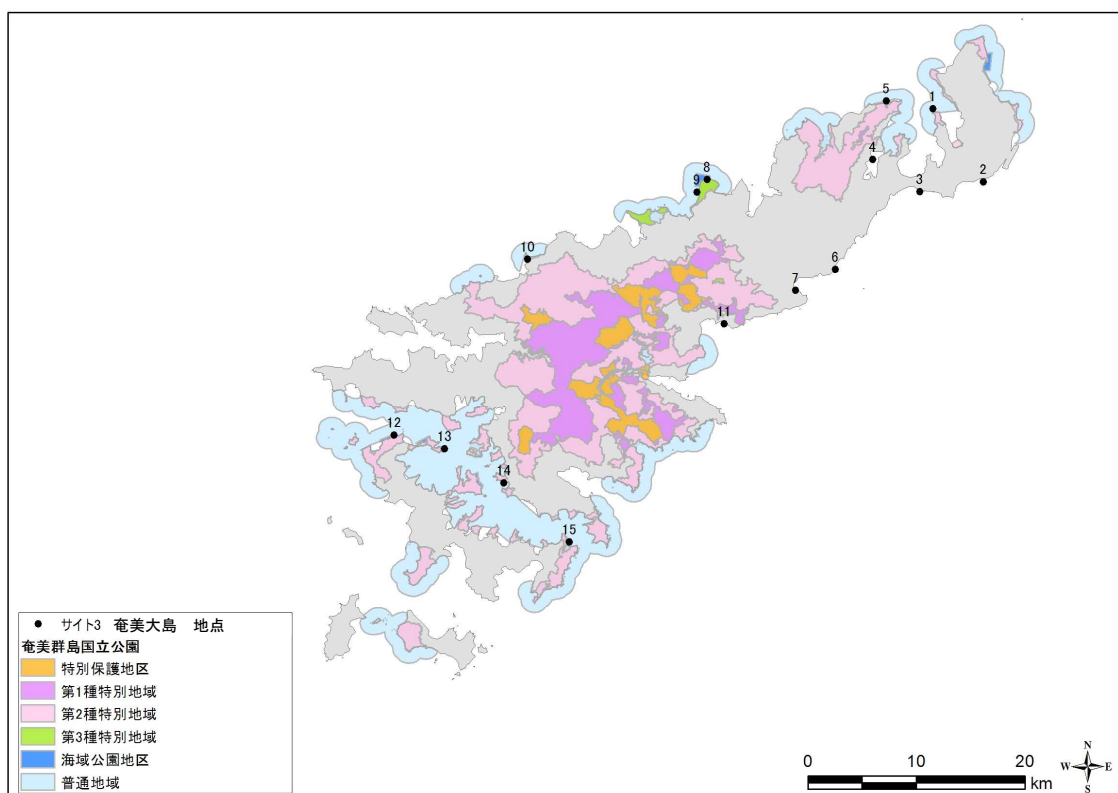 5
1
4
8
2
9
3
10
6
7
11
12
13
14
15
サイト3 奄美大島 地点
奄美群島国立公園
特別保護地区
第1種特別地域
第2種特別地域
第3種特別地域
海域公園地区
普通地域
0 10 20
km
N
W E
S